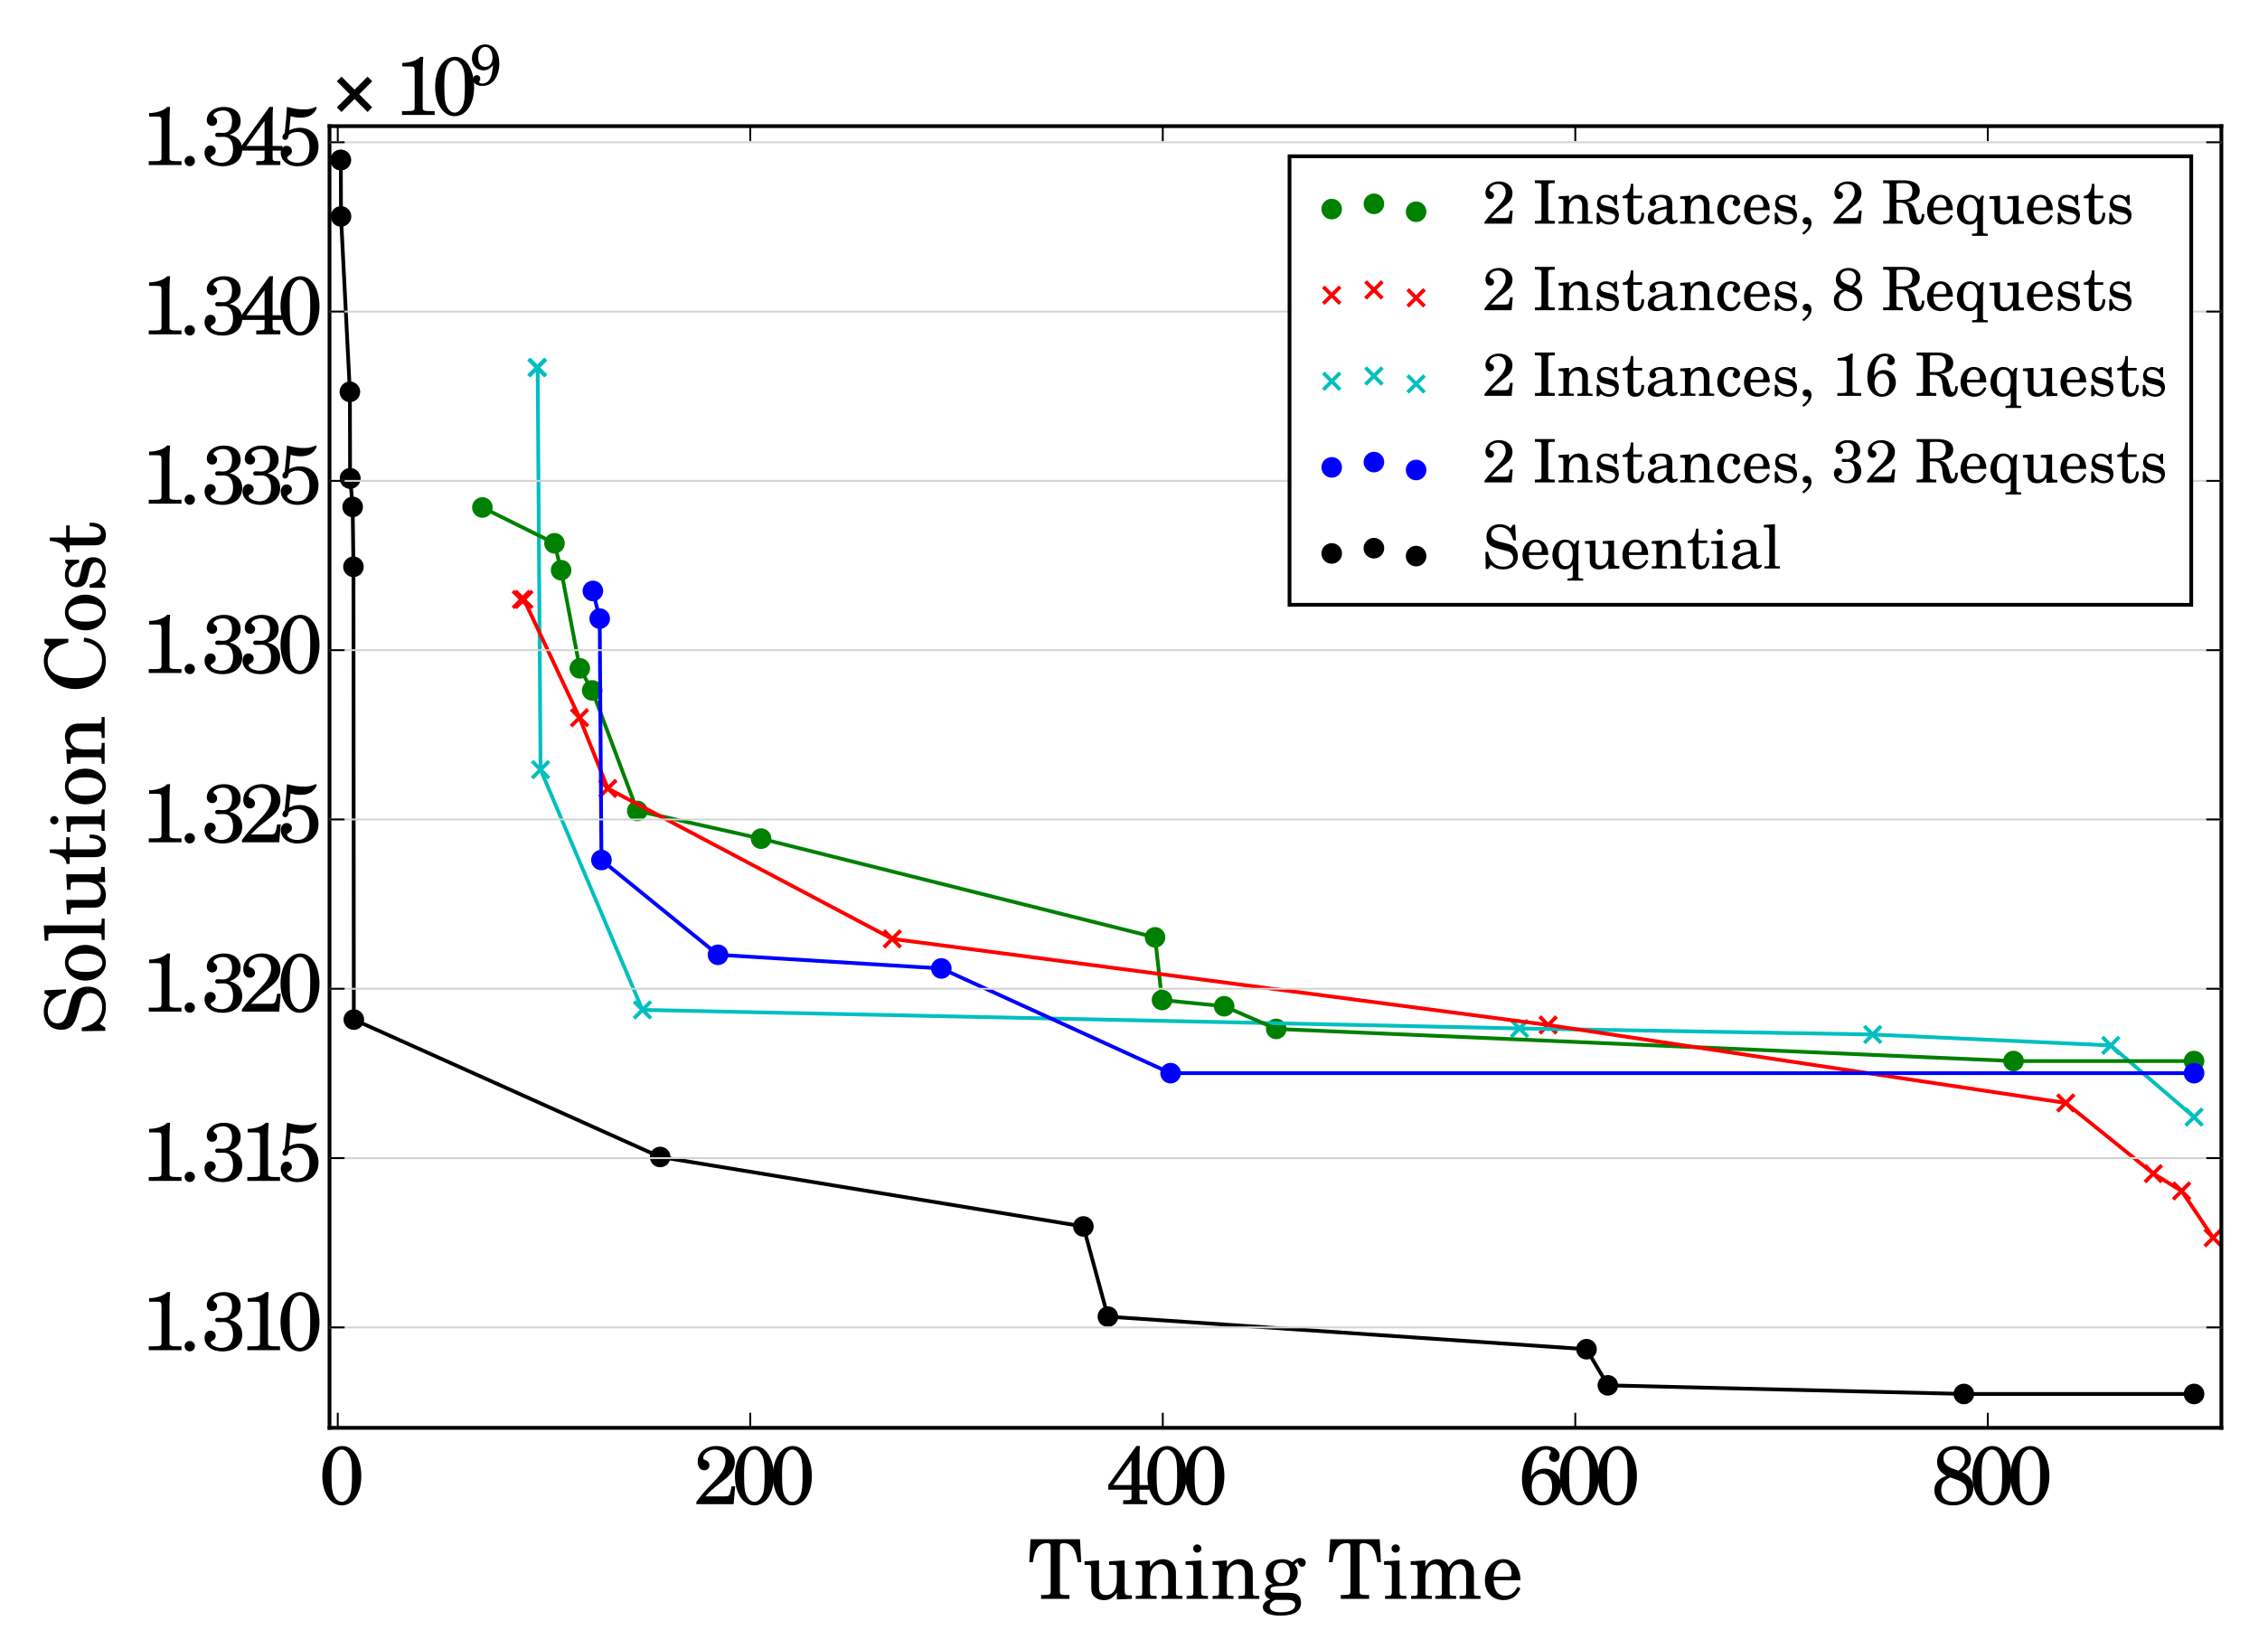 × 10⁹
1.345
1.340
1.335
1.330
1.325
1.320
1.315
1.310
Solution Cost
2 Instances, 2 Requests
2 Instances, 8 Requests
2 Instances, 16 Requests
2 Instances, 32 Requests
Sequential
0 200 400 600 800
Tuning Time